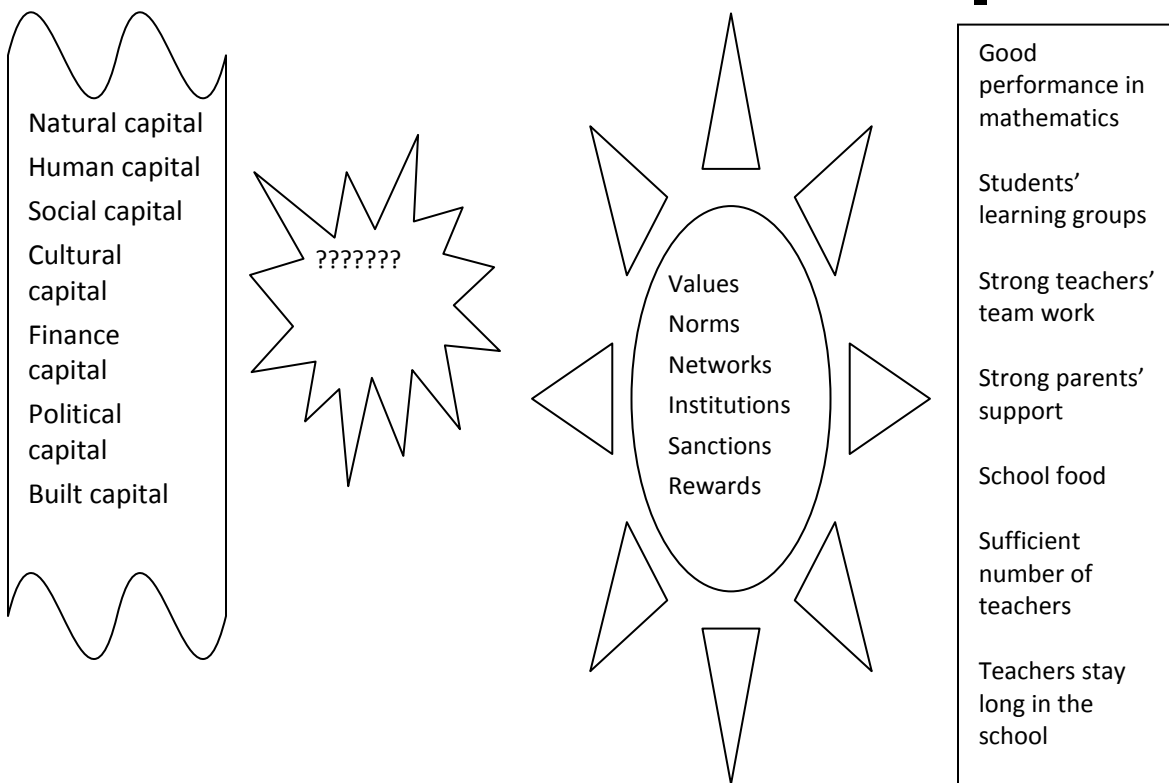 Natural capital
Human capital
Social capital
Cultural
capital
Finance
capital
Political
capital
Built capital
???????
Values
Norms
Networks
Institutions
Sanctions
Rewards
Good
performance in
mathematics
Students’
learning groups
Strong teachers’
team work
Strong parents’
support
School food
Sufficient
number of
teachers
Teachers stay
long in the
school